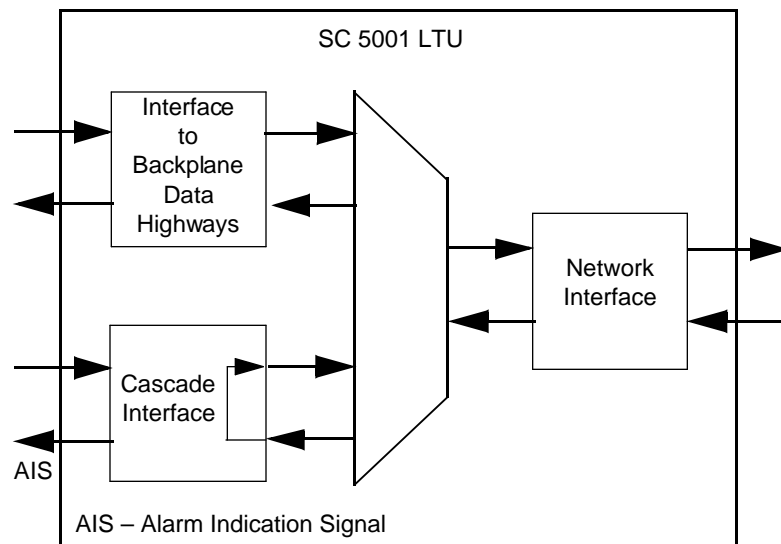 SC 5001 LTU
Interface
to
Backplane
Data
Highways
Network
Interface
Cascade
Interface
AIS
AIS – Alarm Indication Signal